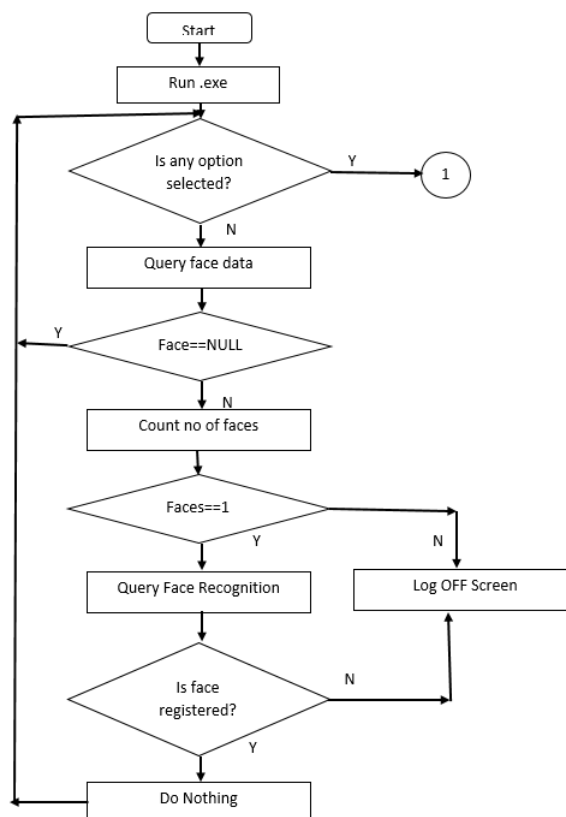 Start
Run .exe
Is any option
selected?
Y
1
N
Query face data
Y
Face==NULL
N
Count no of faces
Faces==1
N
Y
Query Face Recognition
Log OFF Screen
Is face
registered?
N
Y
Do Nothing